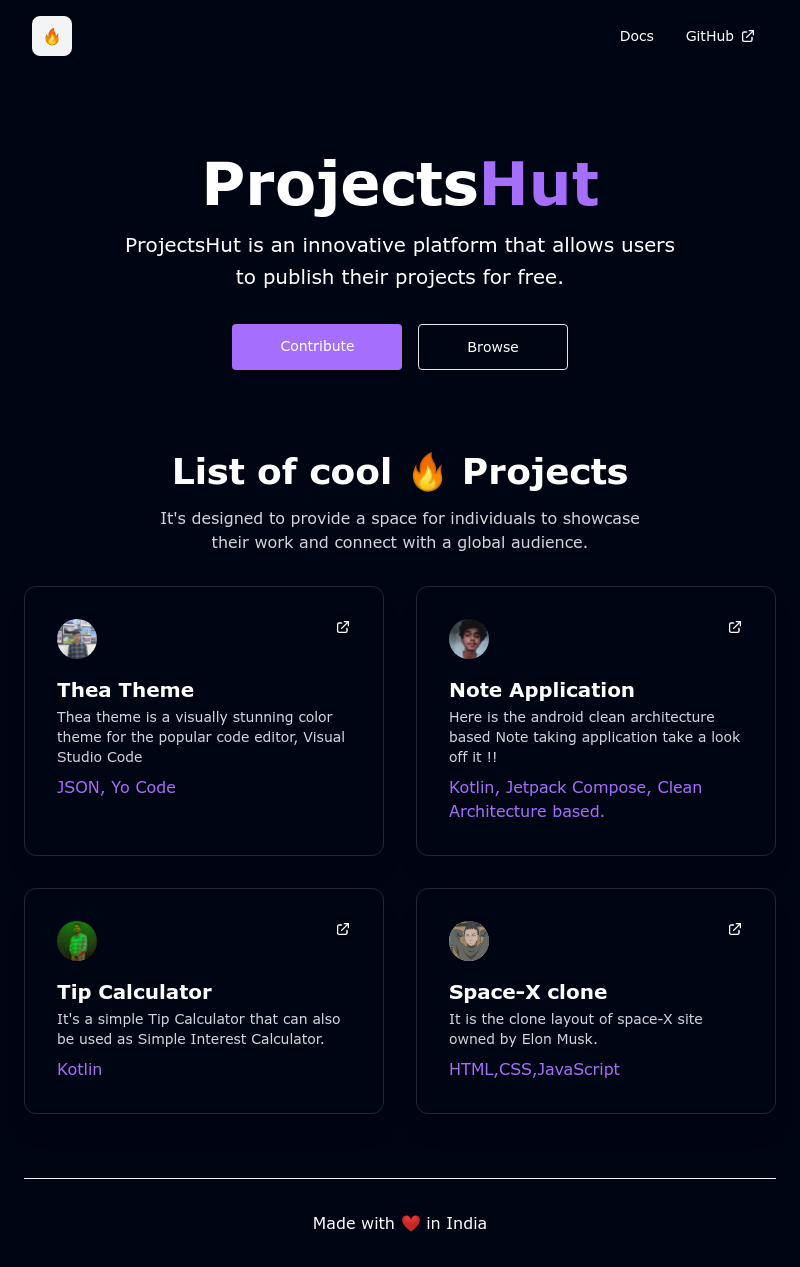 Docs
GitHub
ProjectsHut
ProjectsHut is an innovative platform that allows users
to publish their projects for free.
Contribute
Browse
List of cool 🔥 Projects
It's designed to provide a space for individuals to showcase
their work and connect with a global audience.
Thea Theme
Thea theme is a visually stunning color
theme for the popular code editor, Visual
Studio Code
JSON, Yo Code
Note Application
Here is the android clean architecture
based Note taking application take a look
off it !!
Kotlin, Jetpack Compose, Clean
Architecture based.
Tip Calculator
It's a simple Tip Calculator that can also
be used as Simple Interest Calculator.
Kotlin
Space-X clone
It is the clone layout of space-X site
owned by Elon Musk.
HTML,CSS,JavaScript
Made with ❤️ in India